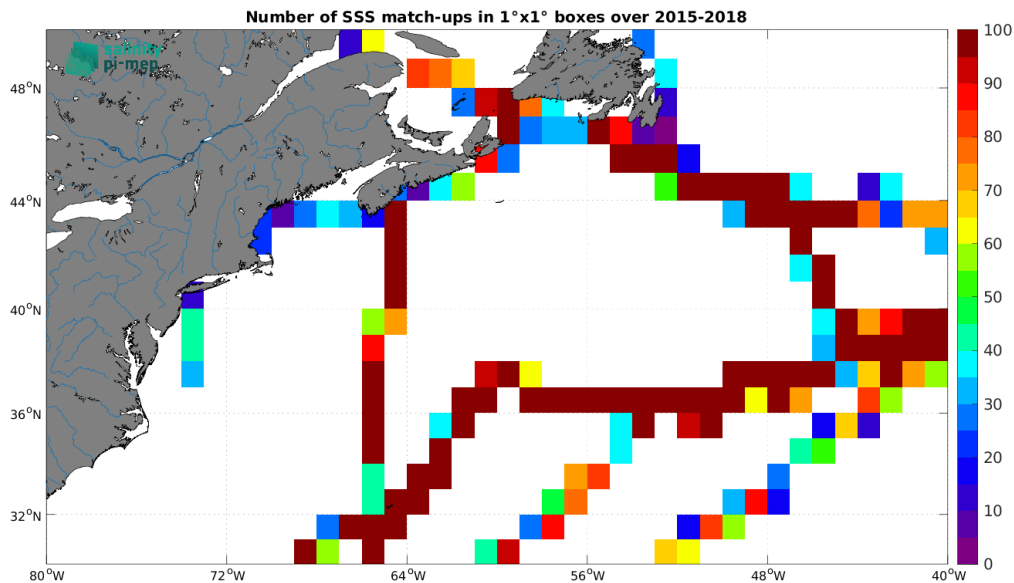 Number of SSS match-ups in 1°x1° boxes over 2015-2018
salinity
pi-mep
48°N
44°N
40°N
36°N
32°N
80°W 72°W 64°W 56°W 48°W 40°W
100
90
80
70
60
50
40
30
20
10
0